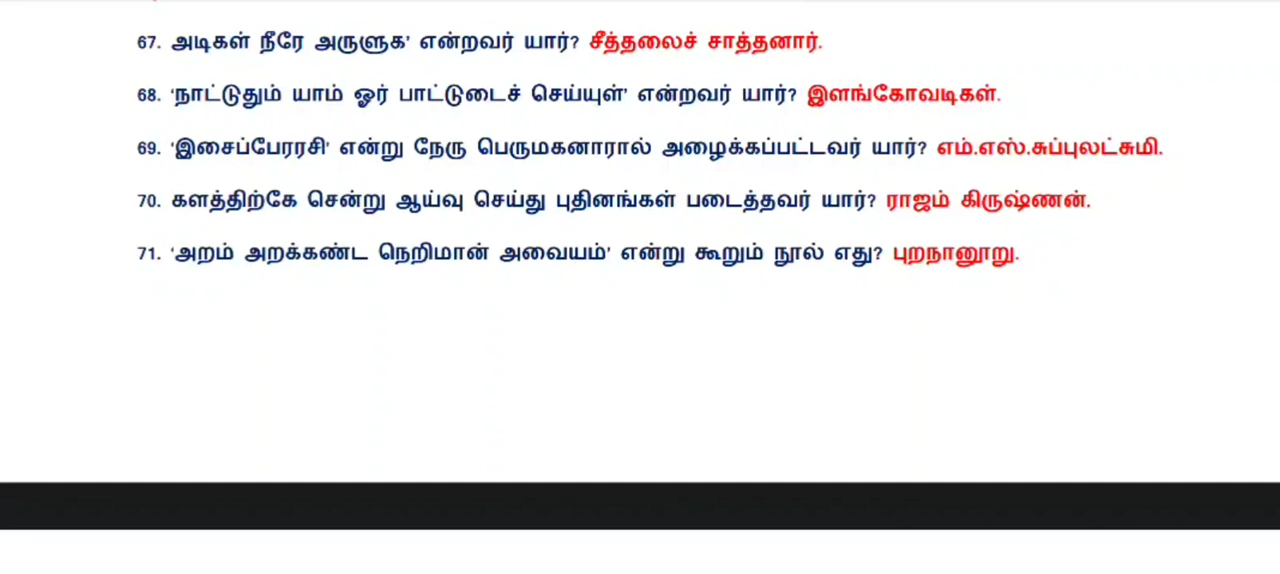 67. அடிகள் நீரே அருளுக' என்றவர் யார்? சீத்தலைச் சாத்தனார்.
68. 'நாட்டுதும் யாம் ஓர் பாட்டுடைச் செய்யுள்' என்றவர் யார்? இளங்கோவடிகள்.
69. 'இசைப்பேரரசி' என்று நேரு பெருமகனாரால் அழைக்கப்பட்டவர் யார்? எம்.எஸ்.சுப்புலட்சுமி.
70. களத்திற்கே சென்று ஆய்வு செய்து புதினங்கள் படைத்தவர் யார்? ராஜம் கிருஷ்ணன்.
71. 'அறம் அறக்கண்ட நெறிமான் அவையம்' என்று கூறும் நூல் எது? புறநானூறு.